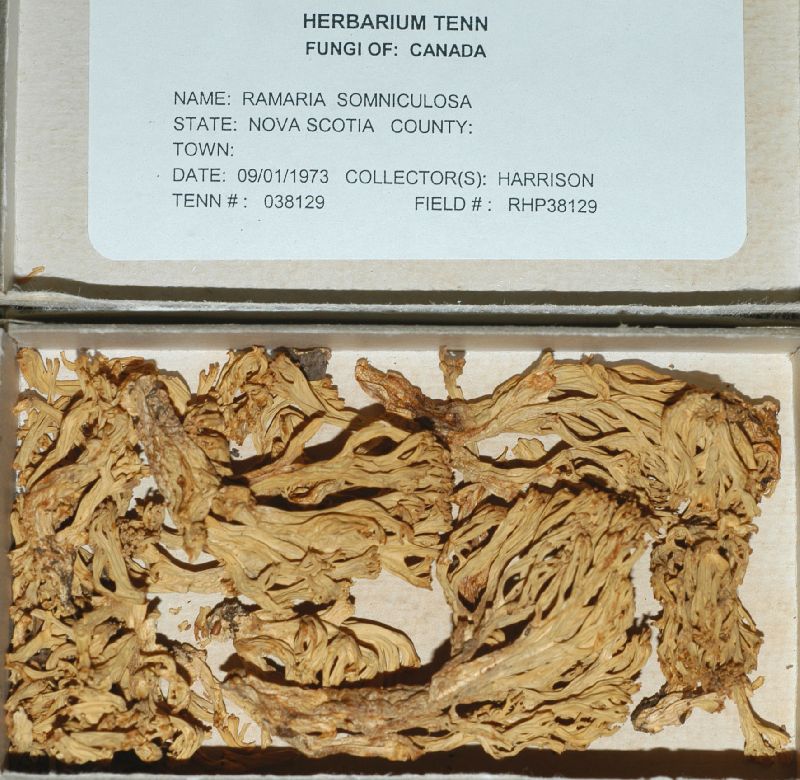 HERBARIUM TENN
FUNGI OF: CANADA
NAME: RAMARIA SOMNICULOSA
STATE: NOVA SCOTIA COUNTY:
TOWN:
DATE: 09/01/1973 COLLECTOR(S): HARRISON
TENN #: 038129 FIELD #: RHP38129